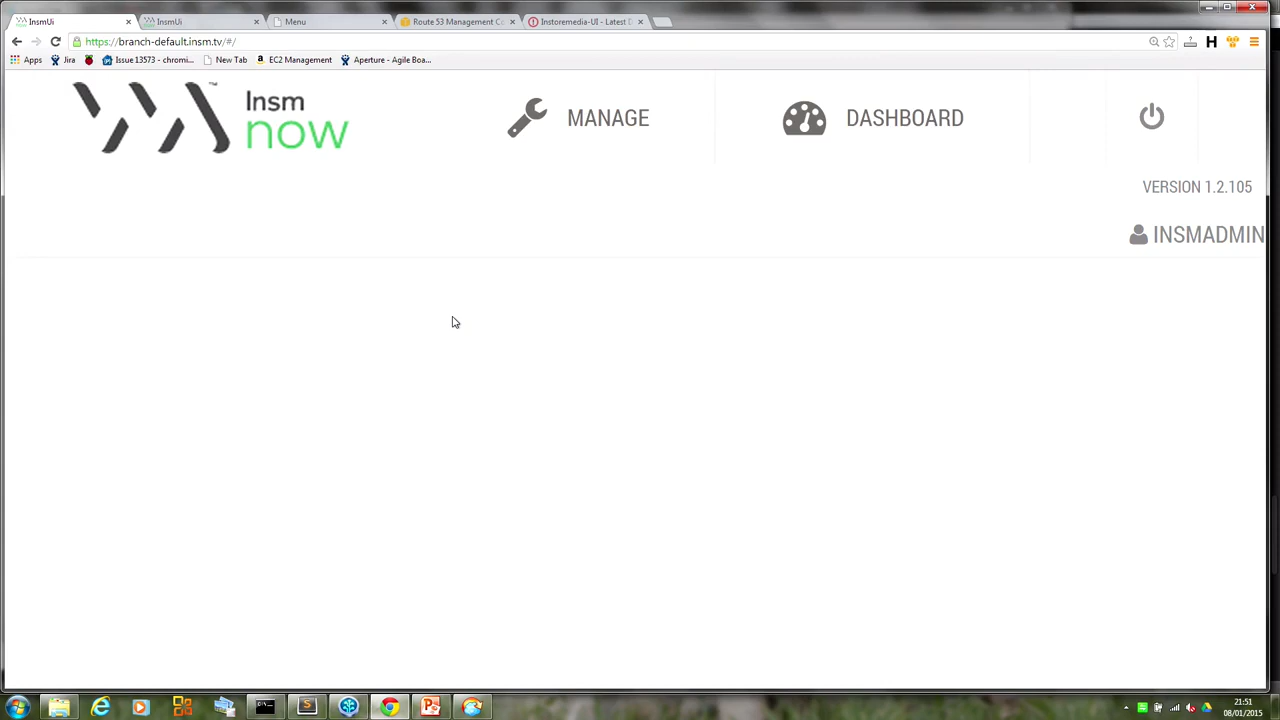 InsmUi
InsmUi
Menu
Route 53 Management Co
Instoremedia-UI - Latest D
https://branch-default.insm.tv/#/
H
Apps
Jira
Issue 13573 - chromi...
New Tab
EC2 Management
Aperture - Agile Boa...
Insm
now
MANAGE
DASHBOARD
VERSION 1.2.105
INSMADMIN
21:51
08/01/2015